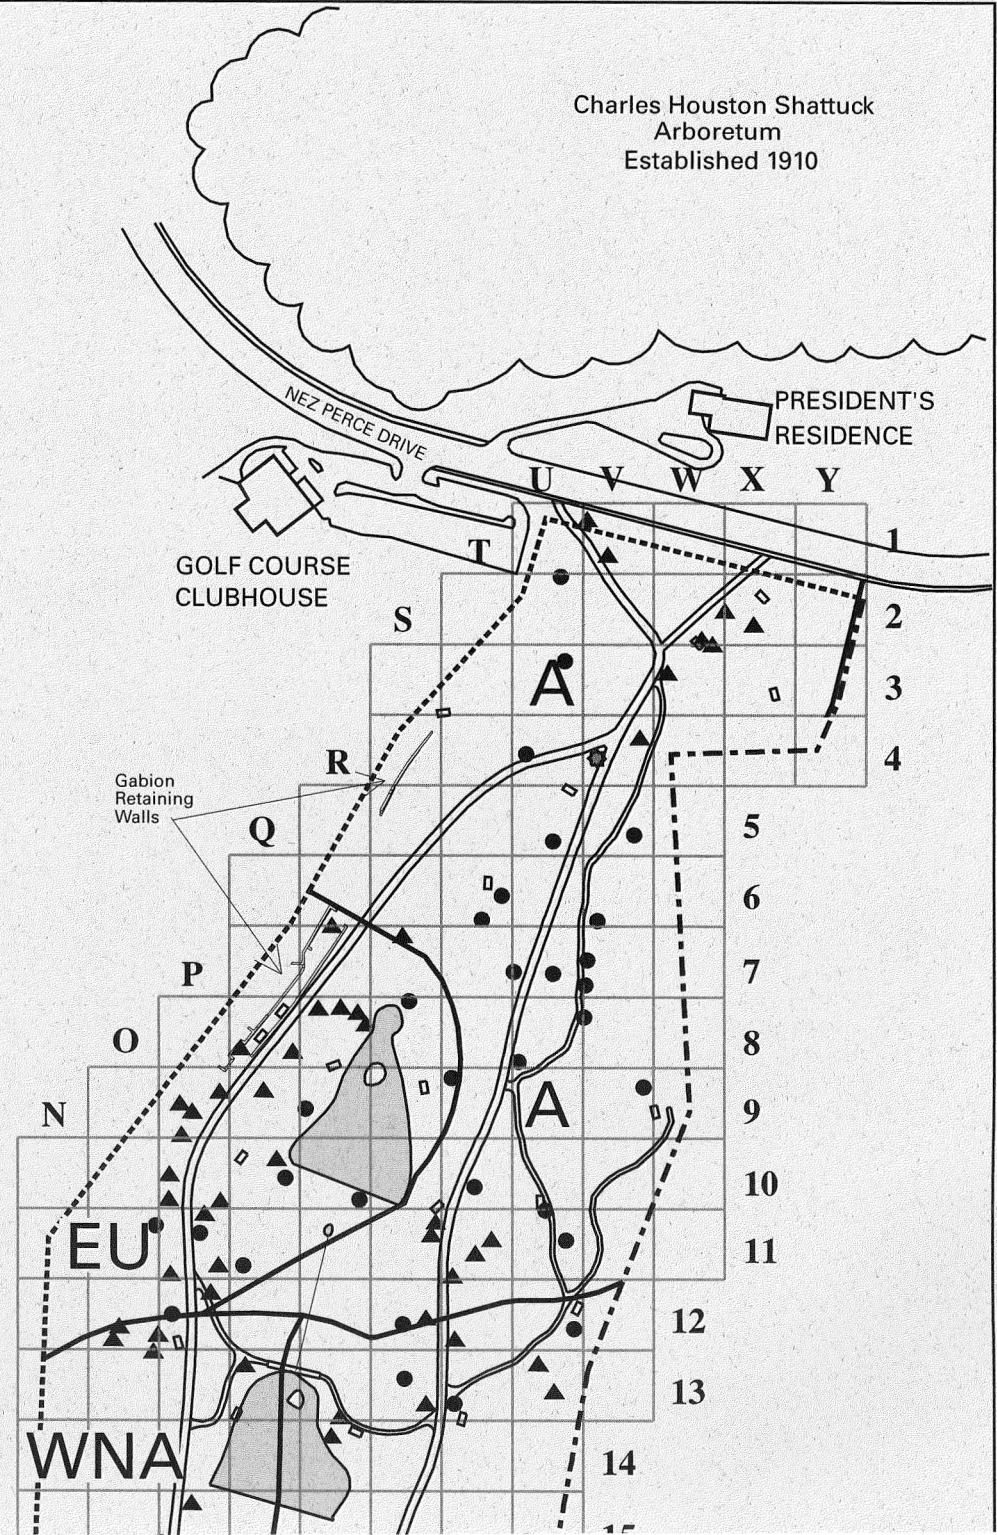 Charles Houston Shattuck
Arboretum
Established 1910
NEZ PERCE DRIVE
PRESIDENT'S
RESIDENCE
U V W X Y
1
T
GOLF COURSE
CLUBHOUSE
2
S
A
3
R
4
Gabion
Retaining
Walls
Q
5
6
P
7
O
8
N
A
9
10
EU
11
12
13
WNA
14
15